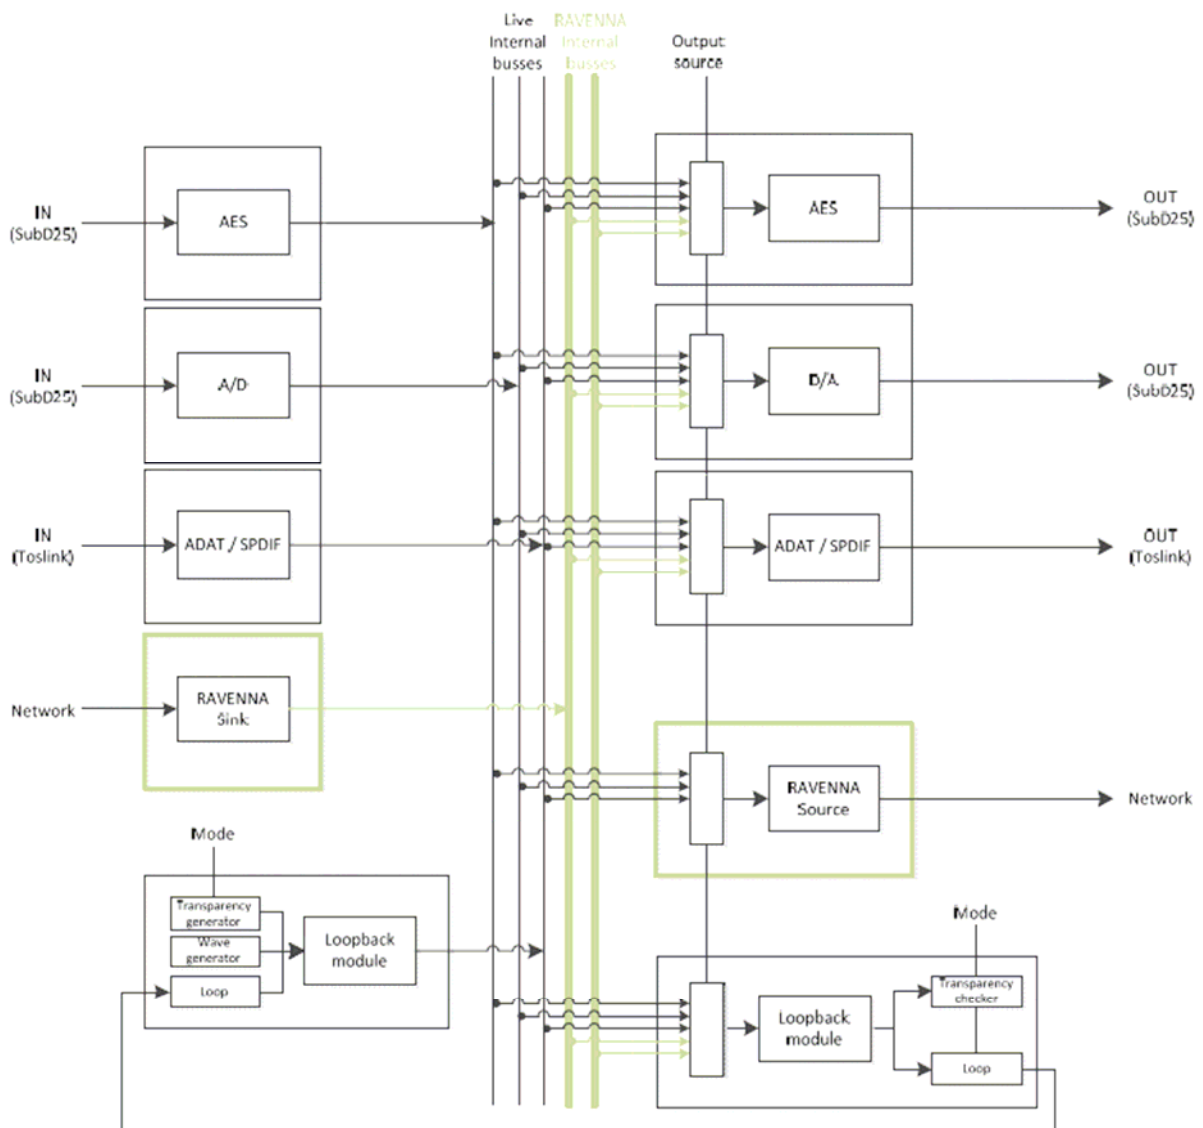 Live
Internal
busses
RAVENNA
Internal
busses
Output
source
IN
(SubD25)
AES
AES
OUT
(SubD25)
IN
(SubD25)
A/D
D/A
OUT
(SubD25)
IN
(Toslink)
ADAT / SPDIF
ADAT / SPDIF
OUT
(Toslink)
Network
RAVENNA
Sink
RAVENNA
Source
Network
Mode
Transparency
generator
Wave
generator
Loop
Loopback
module
Mode
Loopback
module
Transparency
checker
Loop